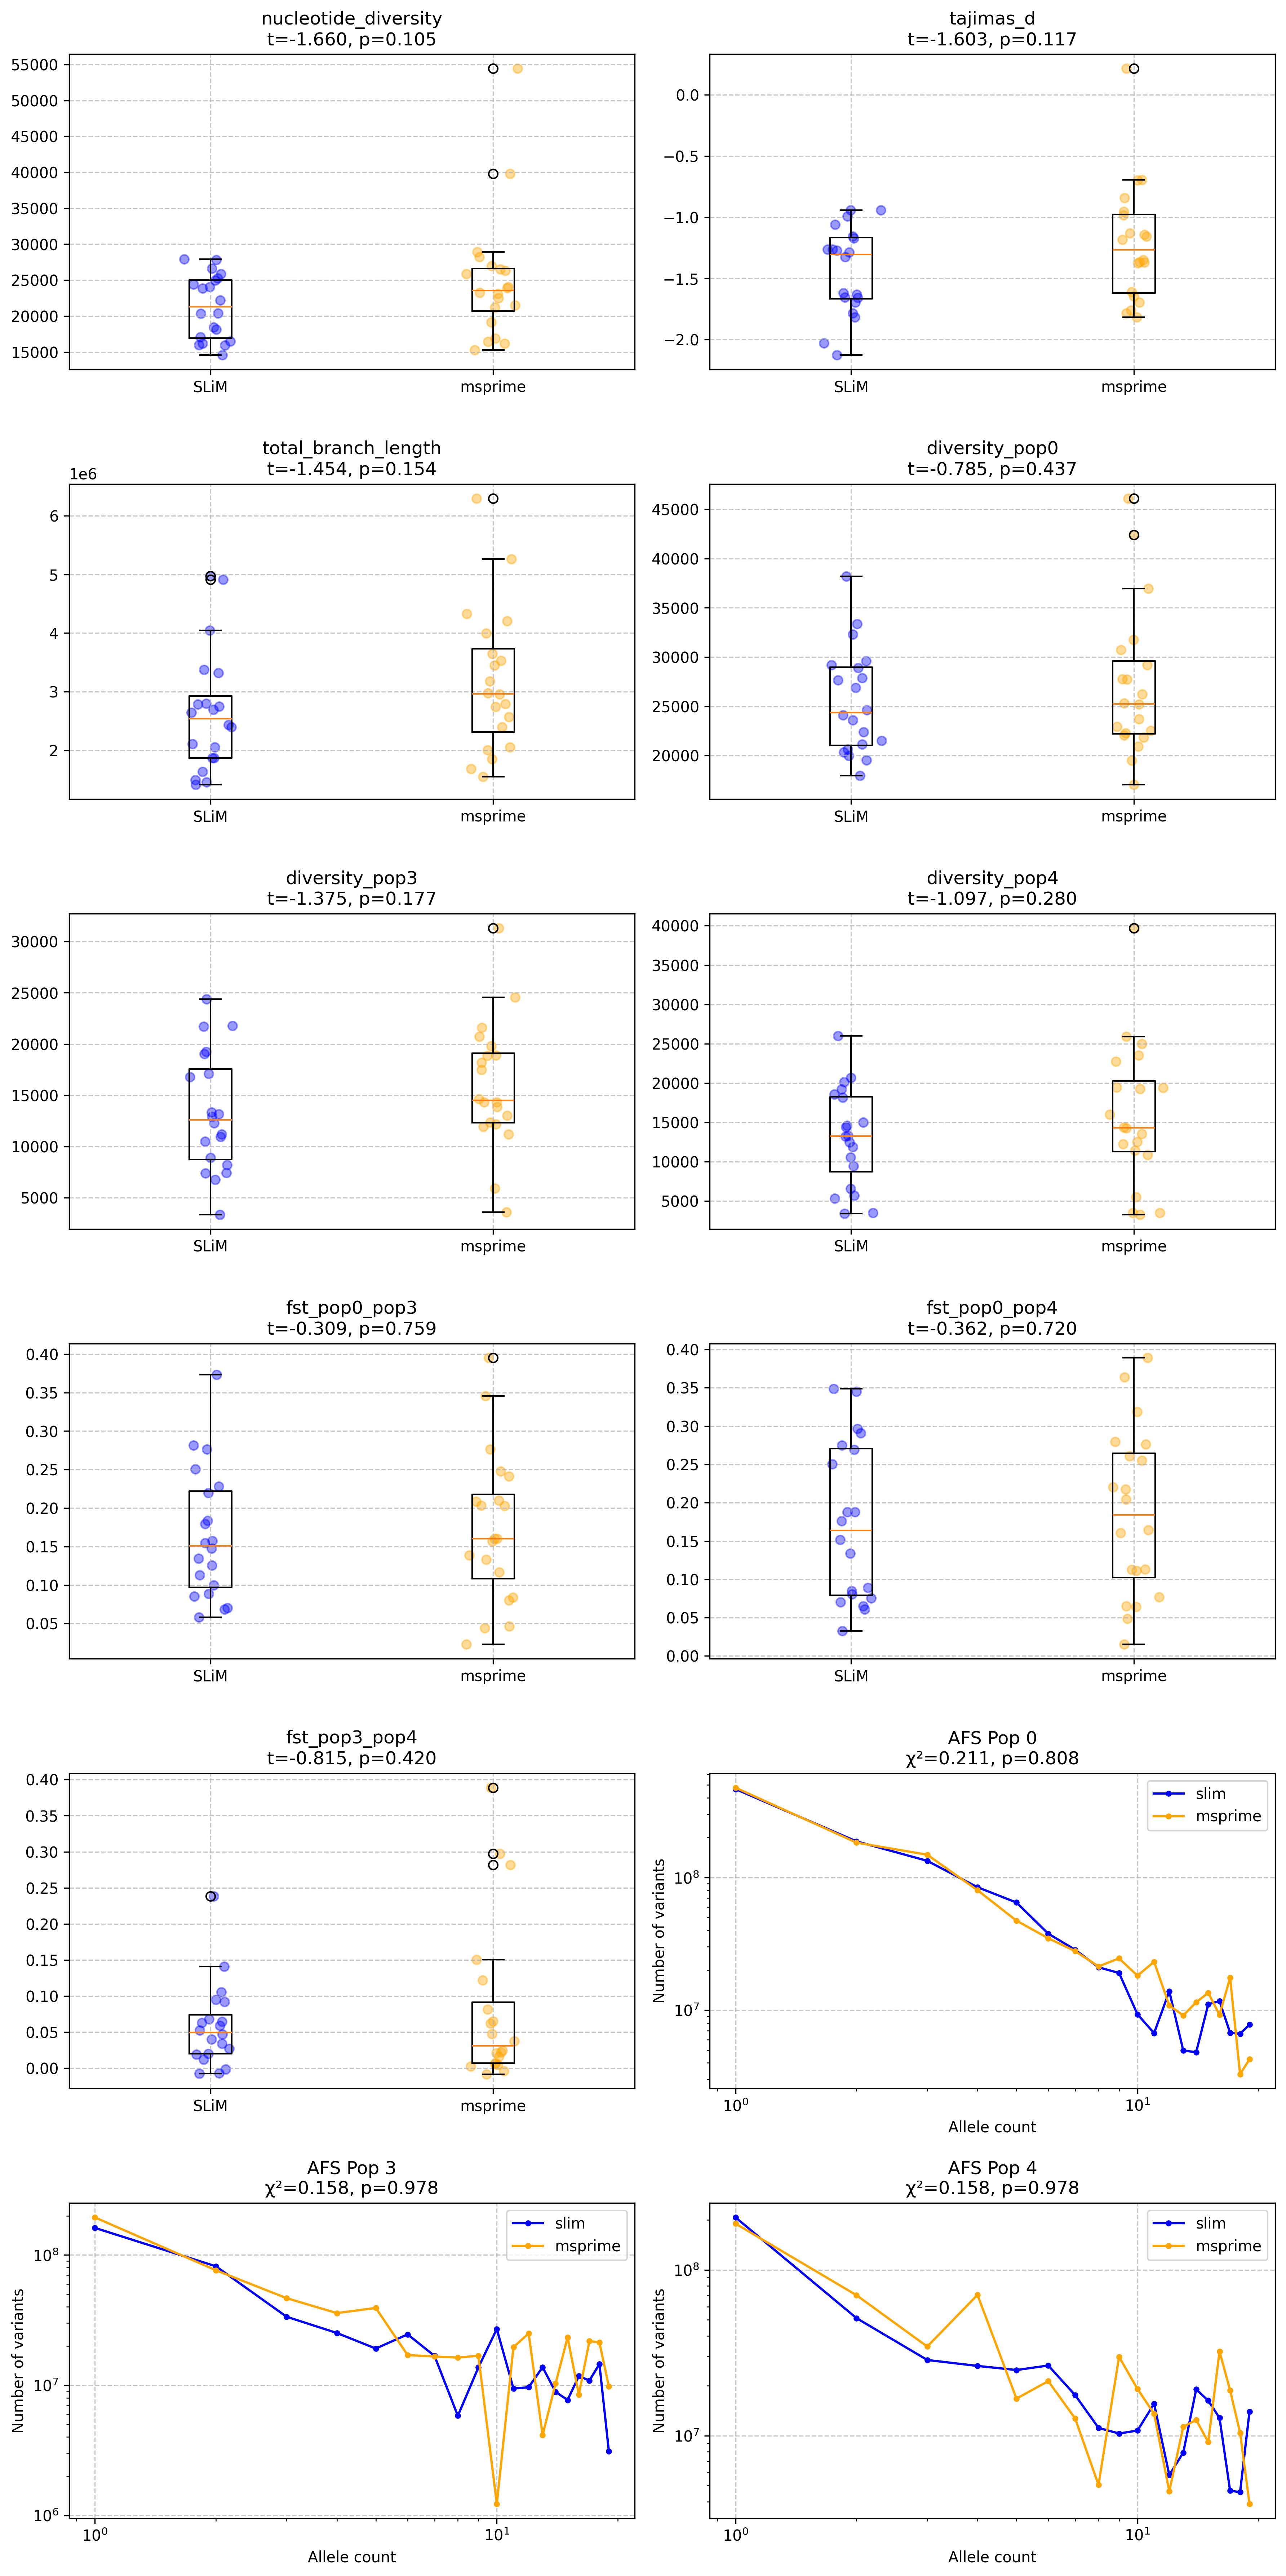 nucleotide_diversity
t=-1.660, p=0.105
55000
50000
45000
40000
35000
30000
25000
20000
15000
SLiM
msprime
tajimas_d
t=-1.603, p=0.117
0.0
−0.5
−1.0
−1.5
−2.0
SLiM
msprime
total_branch_length
t=-1.454, p=0.154
1e6
6
5
4
3
2
SLiM
msprime
diversity_pop0
t=-0.785, p=0.437
45000
40000
35000
30000
25000
20000
SLiM
msprime
diversity_pop3
t=-1.375, p=0.177
30000
25000
20000
15000
10000
5000
SLiM
msprime
diversity_pop4
t=-1.097, p=0.280
40000
35000
30000
25000
20000
15000
10000
5000
SLiM
msprime
fst_pop0_pop3
t=-0.309, p=0.759
0.40
0.35
0.30
0.25
0.20
0.15
0.10
0.05
SLiM
msprime
fst_pop0_pop4
t=-0.362, p=0.720
0.40
0.35
0.30
0.25
0.20
0.15
0.10
0.05
0.00
SLiM
msprime
fst_pop3_pop4
t=-0.815, p=0.420
0.40
0.35
0.30
0.25
0.20
0.15
0.10
0.05
0.00
SLiM
msprime
AFS Pop 0
χ²=0.211, p=0.808
slim
msprime
Number of variants
10⁸
10⁷
10⁰
10¹
Allele count
AFS Pop 3
χ²=0.158, p=0.978
slim
msprime
Number of variants
10⁸
10⁷
10⁶
10⁰
10¹
Allele count
AFS Pop 4
χ²=0.158, p=0.978
slim
msprime
Number of variants
10⁸
10⁷
10⁰
10¹
Allele count